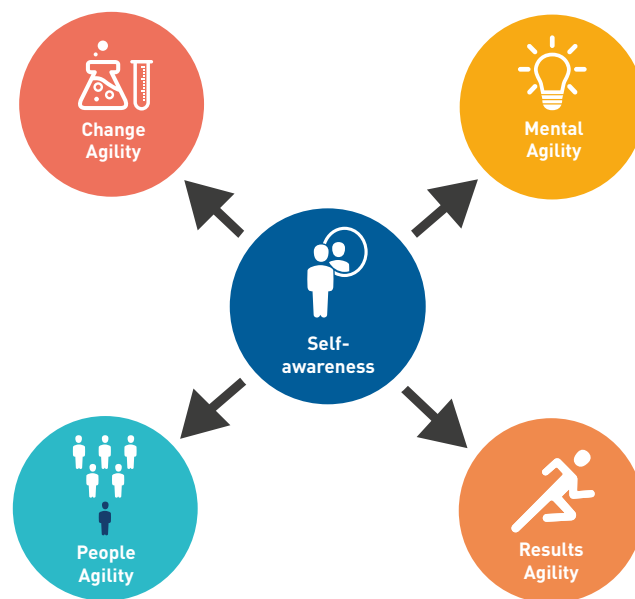 Change
Agility
Mental
Agility
Self-
awareness
People
Agility
Results
Agility